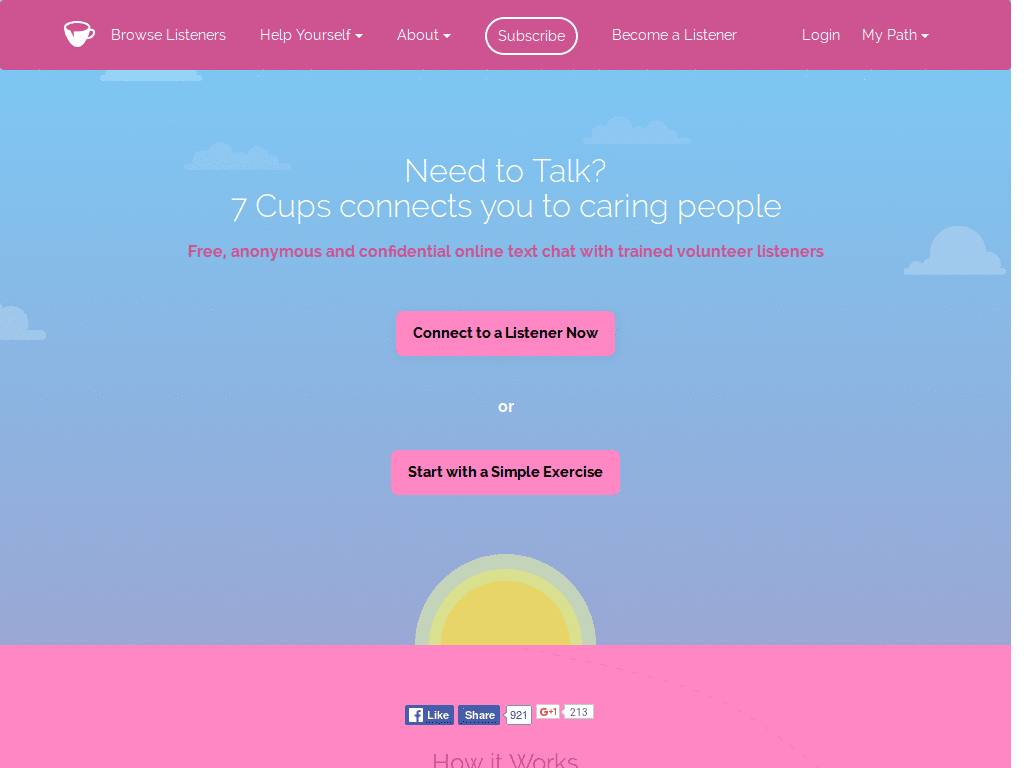 Browse Listeners
Help Yourself
About
Subscribe
Become a Listener
Login
My Path
Need to Talk?
7 Cups connects you to caring people
Free, anonymous and confidential online text chat with trained volunteer listeners
Connect to a Listener Now
or
Start with a Simple Exercise
Like
Share
921
G+1
213
How it Works